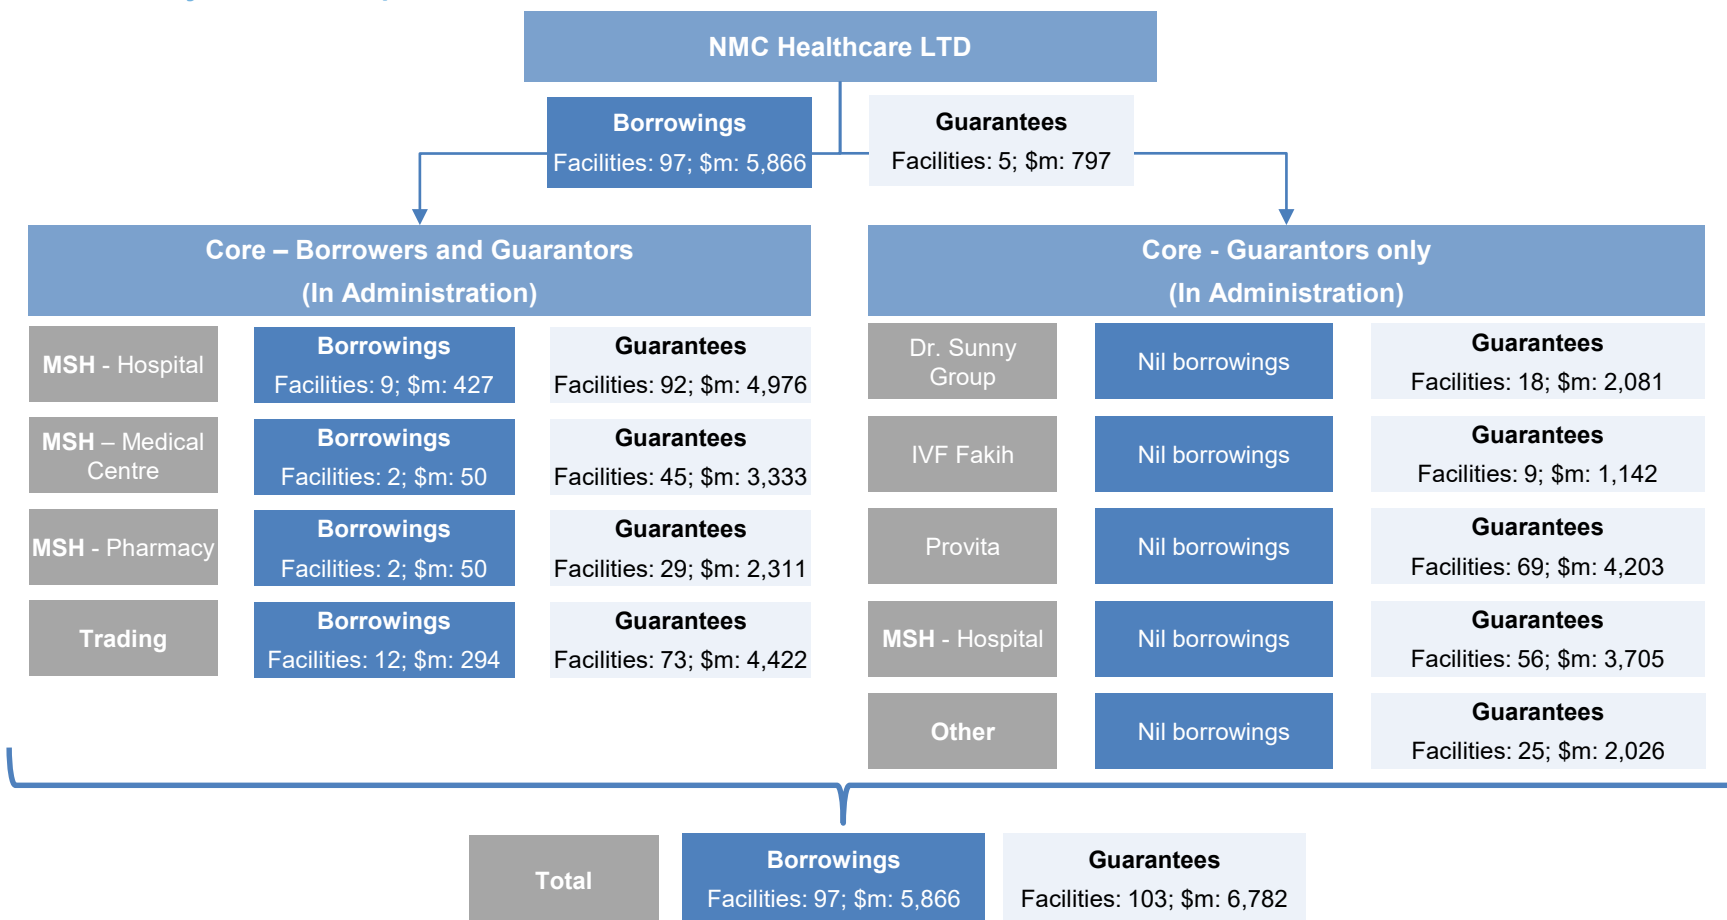 NMC Healthcare LTD
Borrowings
Facilities: 97; $m: 5,866
Guarantees
Facilities: 5; $m: 797
Core – Borrowers and Guarantors
(In Administration)
MSH - Hospital
Borrowings
Facilities: 9; $m: 427
Guarantees
Facilities: 92; $m: 4,976
MSH – Medical
Centre
Borrowings
Facilities: 2; $m: 50
Guarantees
Facilities: 45; $m: 3,333
MSH - Pharmacy
Borrowings
Facilities: 2; $m: 50
Guarantees
Facilities: 29; $m: 2,311
Trading
Borrowings
Facilities: 12; $m: 294
Guarantees
Facilities: 73; $m: 4,422
Core - Guarantors only
(In Administration)
Dr. Sunny
Group
Nil borrowings
Guarantees
Facilities: 18; $m: 2,081
IVF Fakih
Nil borrowings
Guarantees
Facilities: 9; $m: 1,142
Provita
Nil borrowings
Guarantees
Facilities: 69; $m: 4,203
MSH - Hospital
Nil borrowings
Guarantees
Facilities: 56; $m: 3,705
Other
Nil borrowings
Guarantees
Facilities: 25; $m: 2,026
Total
Borrowings
Facilities: 97; $m: 5,866
Guarantees
Facilities: 103; $m: 6,782